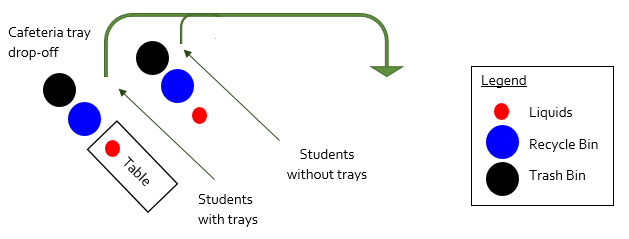 Cafeteria tray
drop-off
Table
Students
with trays
Students
without trays
Legend
Liquids
Recycle Bin
Trash Bin